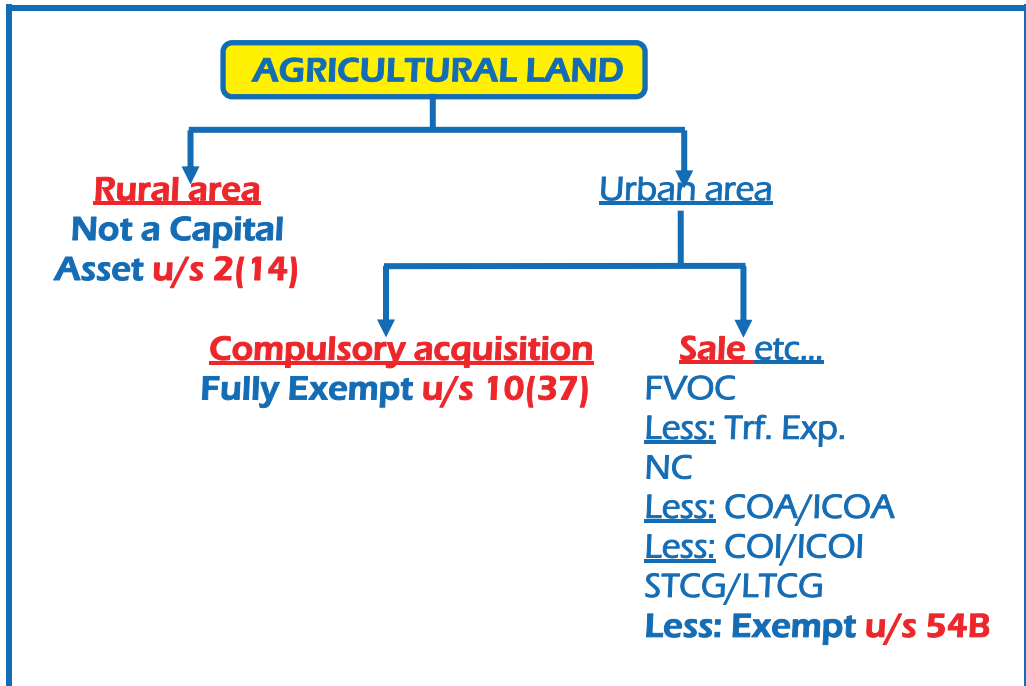 AGRICULTURAL LAND
Rural area
Not a Capital
Asset u/s 2(14)
Urban area
Compulsory acquisition
Fully Exempt u/s 10(37)
Sale etc...
FVOC
Less: Trf. Exp.
NC
Less: COA/ICOA
Less: COI/ICOI
STCG/LTCG
Less: Exempt u/s 54B